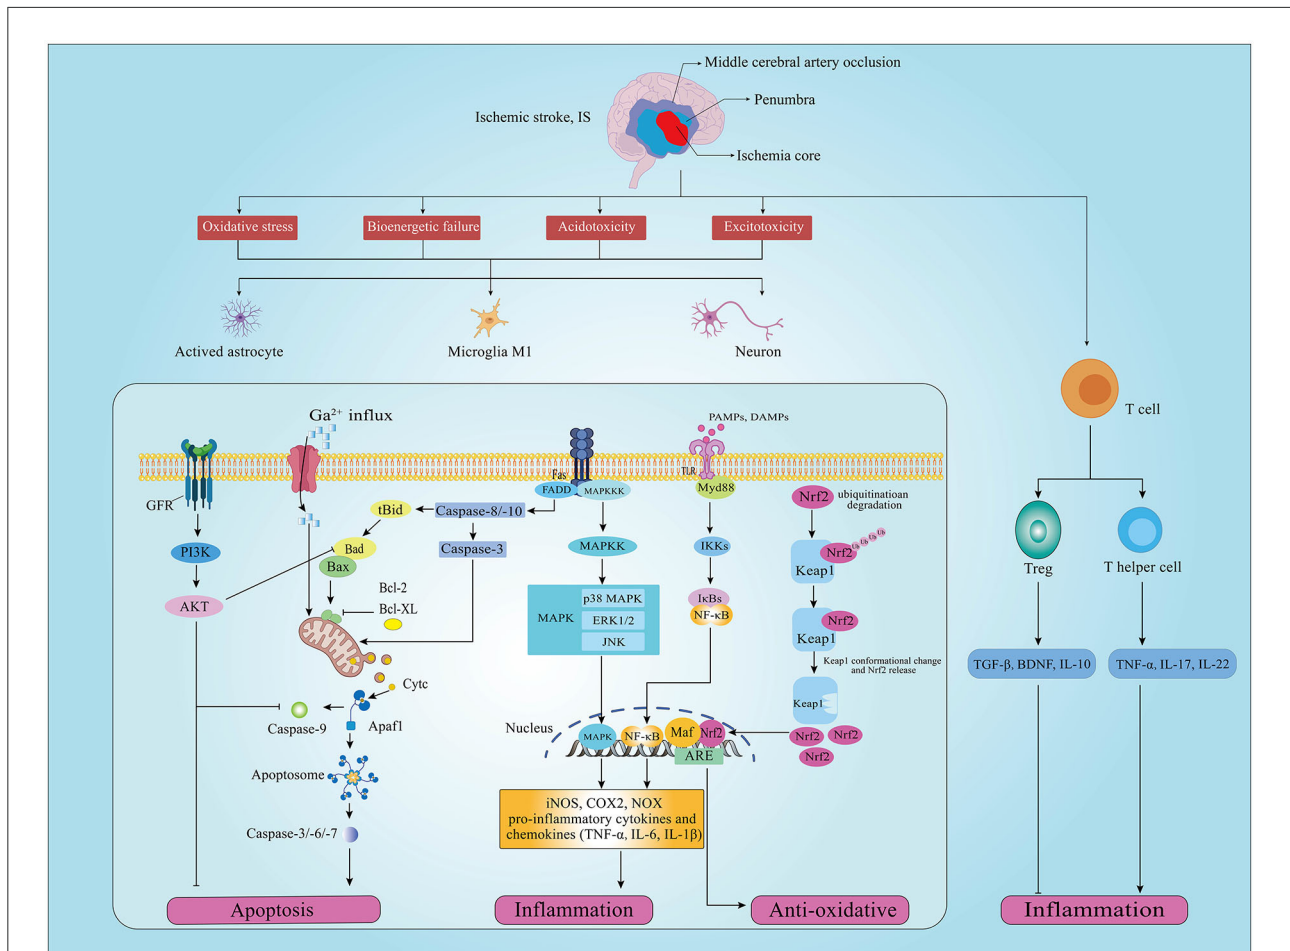 Middle cerebral artery occlusion
Penumbra
Ischemic stroke, IS
Ischemia core
Oxidative stress
Bioenergetic failure
Acidotoxicity
Excitotoxicity
Actived astrocyte
Microglia M1
Neuron
T cell
Treg
T helper cell
TGF-β, BDNF, IL-10
TNF-α, IL-17, IL-22
Inflammation
Ga²⁺ influx
PAMPs, DAMPs
GFR
Fas
FADD
MAPKKK
TLR
Myd88
Nrf2
ubiquitinatioan
degradation
PI3K
tBid
Caspase-8/-10
Caspase-3
MAPKK
IKKs
Keap1
Nrf2
Ub
Ub
Ub
Ub
Bad
Bax
AKT
Bcl-2
Bcl-XL
MAPK
p38 MAPK
ERK1/2
JNK
IκBs
NF-κB
Keap1
Nrf2
Keap1 conformational change
and Nrf2 release
Keap1
Cytc
Caspase-9
Apaf1
Nucleus
MAPK
NF-κB
Maf
Nrf2
ARE
Nrf2
Nrf2
Nrf2
Apoptosome
Caspase-3/-6/-7
iNOS, COX2, NOX
pro-inflammatory cytokines and
chemokines (TNF-α, IL-6, IL-1β)
Apoptosis
Inflammation
Anti-oxidative